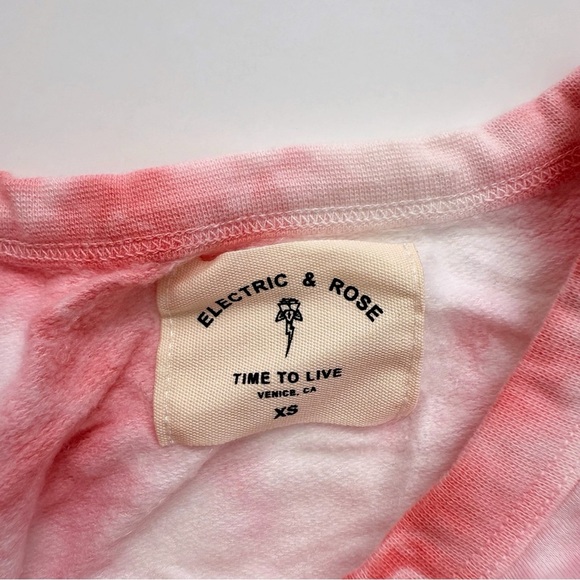 ELECTRIC & ROSE
TIME TO LIVE
VENICE, CA
XS